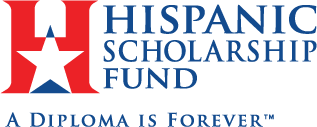 HISPANIC
SCHOLARSHIP
FUND
A DIPLOMA IS FOREVER™